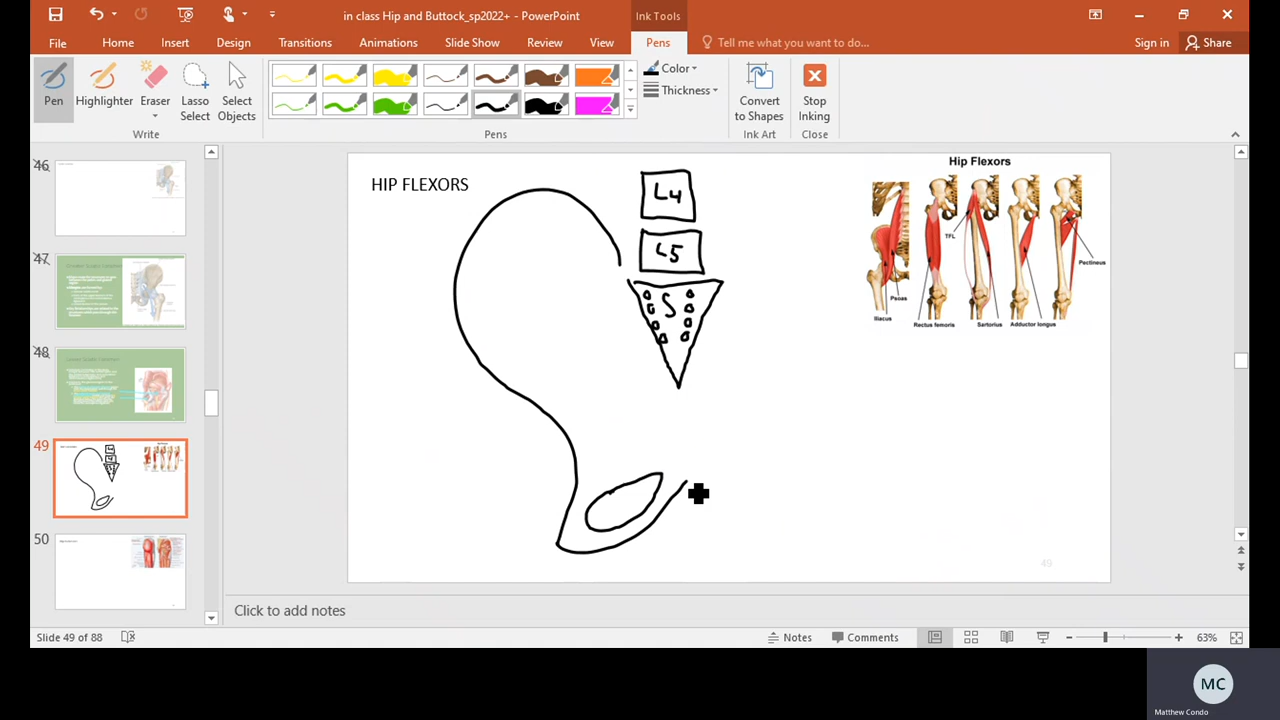 in class Hip and Buttock_sp2022+ - PowerPoint
Ink Tools
File
Home
Insert
Design
Transitions
Animations
Slide Show
Review
View
Pens
Tell me what you want to do...
Sign in
Share
Pen
Highlighter
Eraser
Lasso
Select
Select
Objects
Write
Pens
Color
Thickness
Convert
to Shapes
Ink Art
Stop
Inking
Close
46
47
48
49
50
HIP FLEXORS
L4
L5
S
Hip Flexors
TFL
Pectineus
Psoas
Iliacus
Rectus femoris
Sartorius
Adductor longus
49
Click to add notes
Slide 49 of 88
Notes
Comments
63%
MC
Matthew Condo